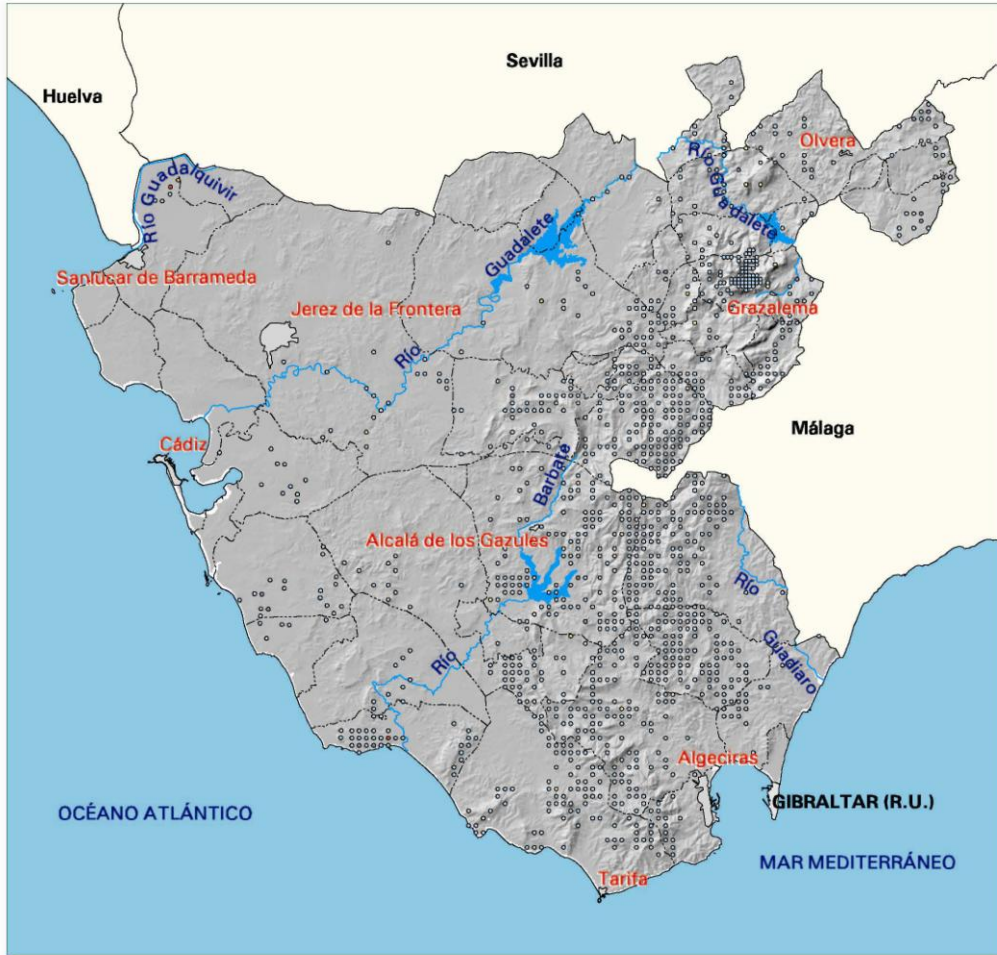 Sevilla
Huelva
Olvera
Río Guadalquivir
Río Guadalete
Guadalete
Sanlúcar de Barrameda
Jerez de la Frontera
Grazalema
Río
Málaga
Cádiz
Barbate
Alcalá de los Gazules
Río
Río
Guadiaro
Algeciras
GIBRALTAR (R.U.)
OCÉANO ATLÁNTICO
MAR MEDITERRÁNEO
Tarifa